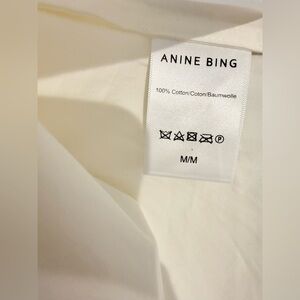 ANINE BING
100% Cotton/Coton/Baumwolle
P
M/M